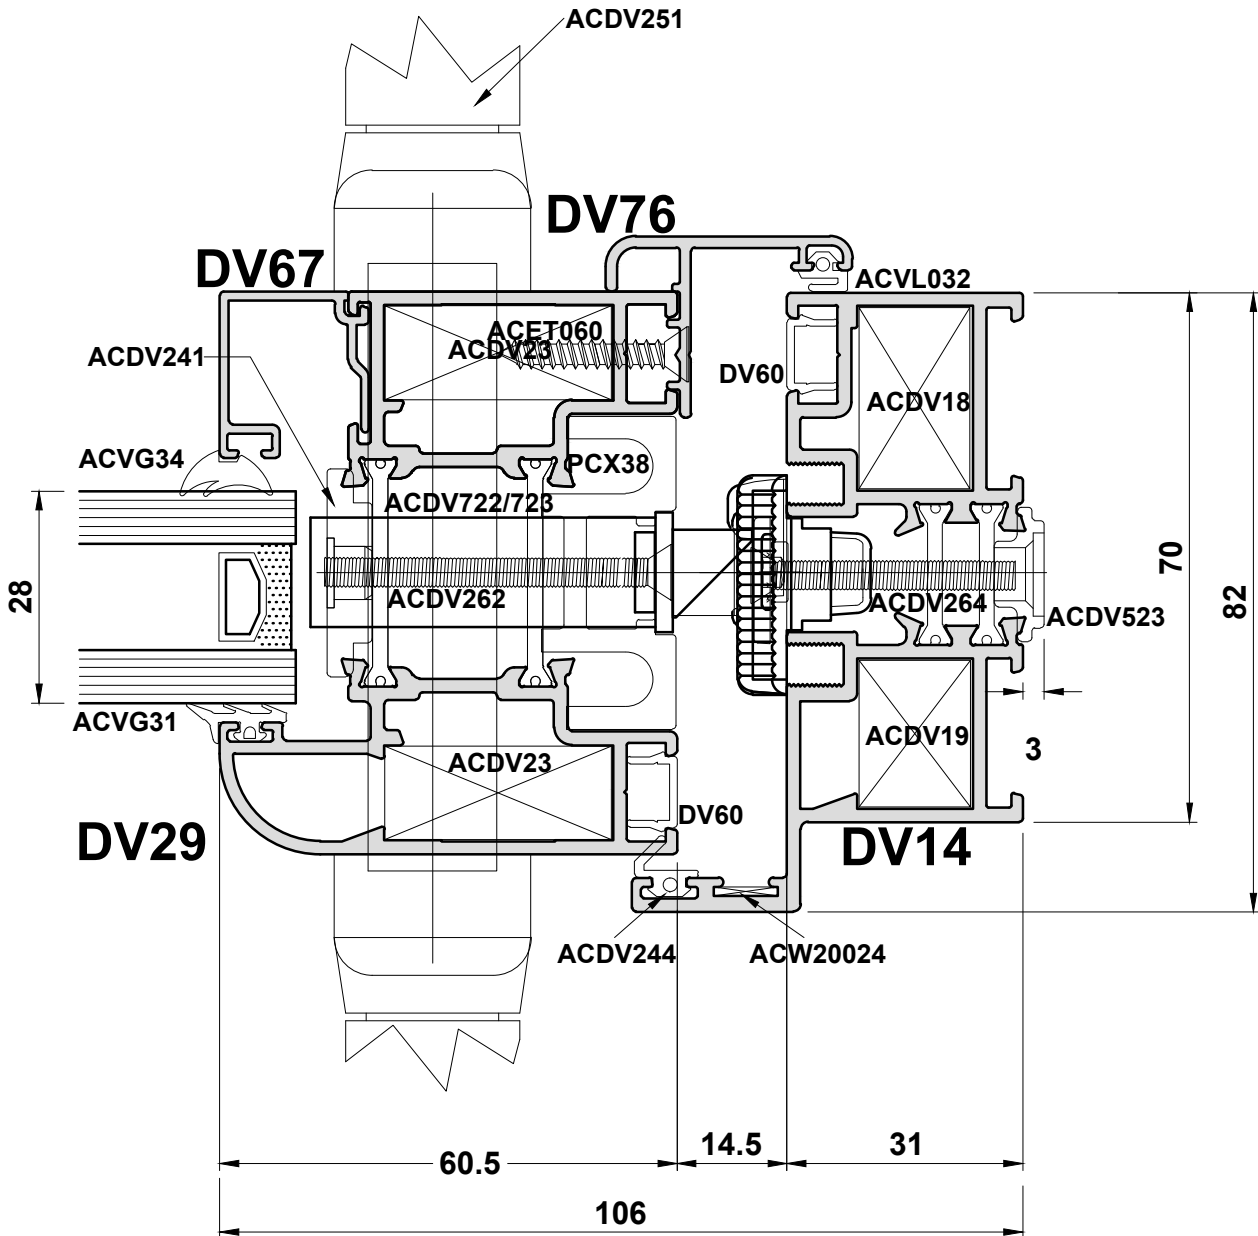 ACDV251
DV76
DV67
ACVL032
ACET060
ACDV23
ACDV241
DV60
ACDV18
ACVG34
PCX38
ACDV722/723
28
ACDV262
ACDV264
ACDV523
70
82
ACVG31
ACDV23
ACDV19
3
DV60
DV29
DV14
ACDV244
ACW20024
60.5
14.5
31
106